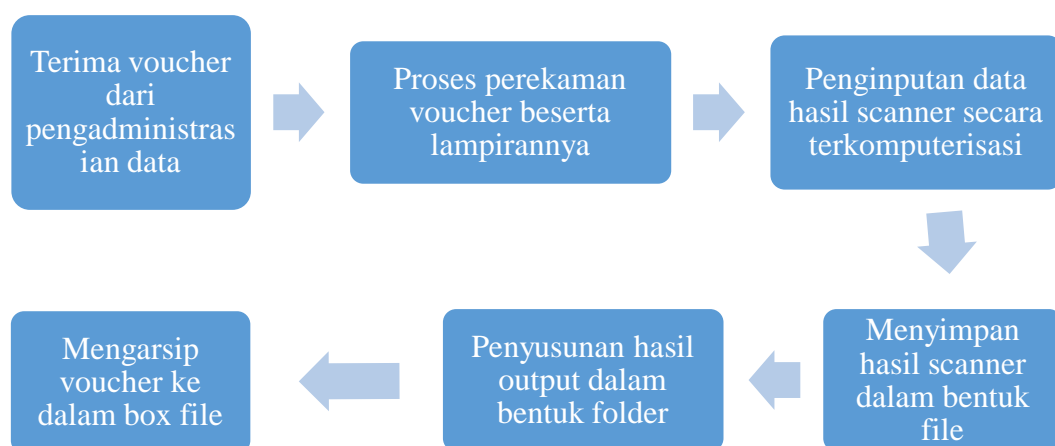 Terima voucher
dari
pengadministras
ian data
Proses perekaman
voucher beserta
lampirannya
Penginputan data
hasil scanner secara
terkomputerisasi
Menyimpan
hasil scanner
dalam bentuk
file
Penyusunan hasil
output dalam
bentuk folder
Mengarsip
voucher ke
dalam box file